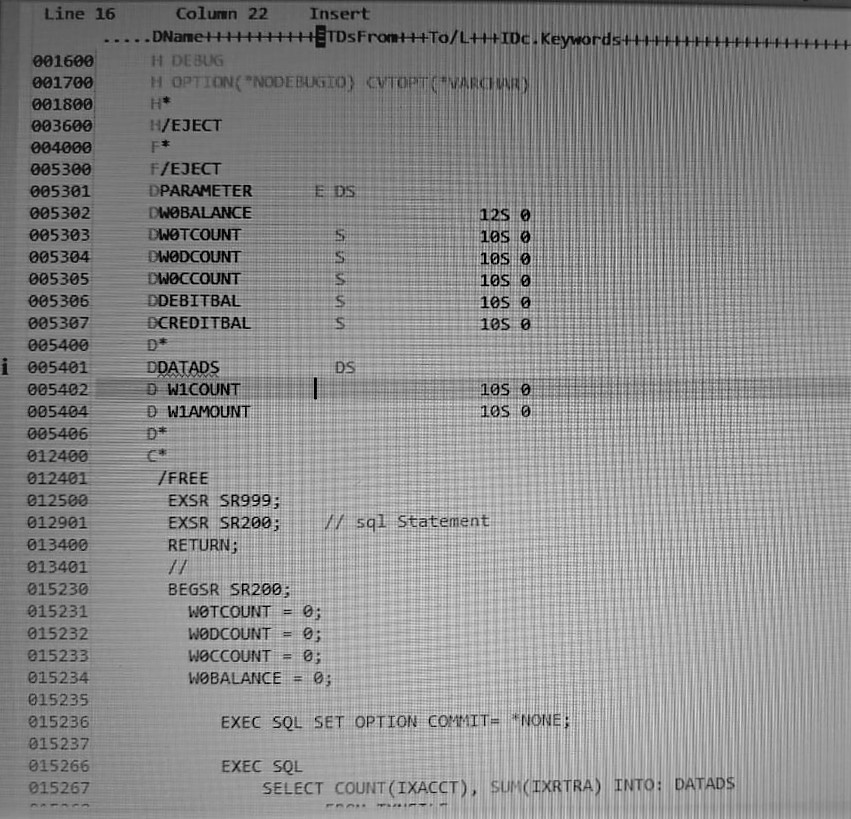 Line 16 Column 22 Insert
.....DName+++++++++++ETDsFrom+++To/L+++IDc.Keywords++++++++++++++++++++++
001600 H DEBUG
001700 H OPTION(*NODEBUGIO) CVTOPT(*VARCHAR)
001800 H*
003600 H/EJECT
004000 F*
005300 F/EJECT
005301 DPARAMETER E DS
005302 DW0BALANCE 12S 0
005303 DW0TCOUNT S 10S 0
005304 DW0DCOUNT S 10S 0
005305 DW0CCOUNT S 10S 0
005306 DDEBITBAL S 10S 0
005307 DCREDITBAL S 10S 0
005400 D*
i 005401 DDATADS DS
005402 D W1COUNT 10S 0
005404 D W1AMOUNT 10S 0
005406 D*
012400 C*
012401 /FREE
012500 EXSR SR999;
012901 EXSR SR200; // sql Statement
013400 RETURN;
013401 //
015230 BEGSR SR200;
015231 W0TCOUNT = 0;
015232 W0DCOUNT = 0;
015233 W0CCOUNT = 0;
015234 W0BALANCE = 0;
015235
015236 EXEC SQL SET OPTION COMMIT= *NONE;
015237
015266 EXEC SQL
015267 SELECT COUNT(IXACCT), SUM(IXRTRA) INTO: DATADS